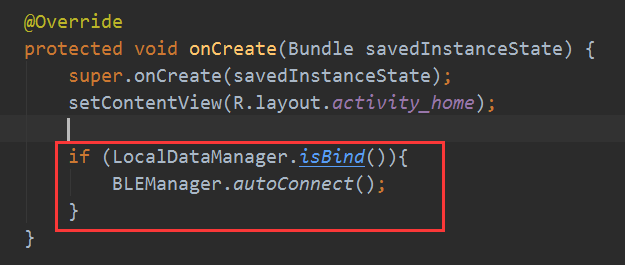 @Override
protected void onCreate(Bundle savedInstanceState) {
super.onCreate(savedInstanceState);
setContentView(R.layout.activity_home);
if (LocalDataManager.isBind()){
BLEManager.autoConnect();
}
}